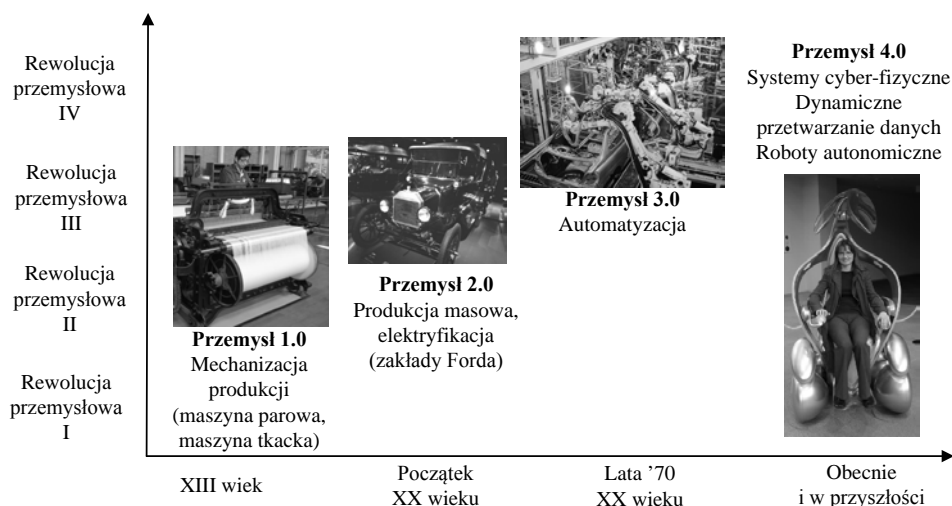 Rewolucja
przemysłowa
IV
Rewolucja
przemysłowa
III
Rewolucja
przemysłowa
II
Rewolucja
przemysłowa
I
Przemysł 1.0
Mechanizacja
produkcji
(maszyna parowa,
maszyna tkacka)
Przemysł 2.0
Produkcja masowa,
elektryfikacja
(zakłady Forda)
Przemysł 3.0
Automatyzacja
Przemysł 4.0
Systemy cyber-fizyczne
Dynamiczne
przetwarzanie danych
Roboty autonomiczne
XIII wiek
Początek
XX wieku
Lata ’70
XX wieku
Obecnie
i w przyszłości